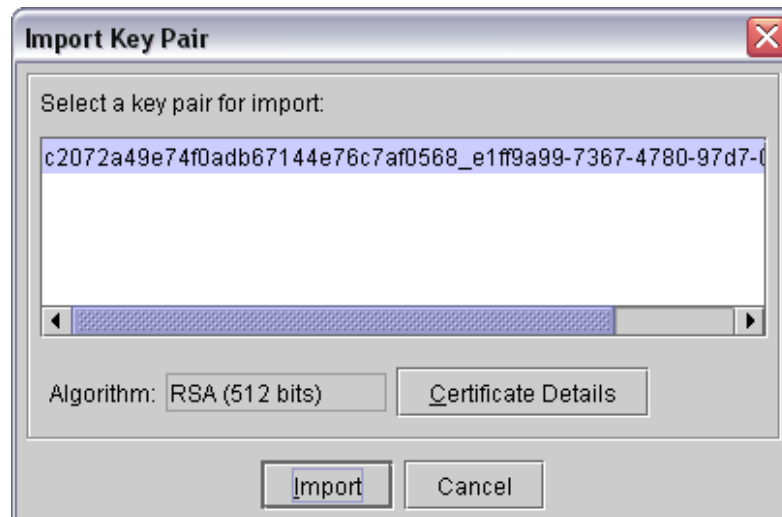 Import Key Pair
Select a key pair for import:
c2072a49e74f0adb67144e76c7af0568_e1ff9a99-7367-4780-97d7-
Algorithm: RSA (512 bits) Certificate Details
Import Cancel